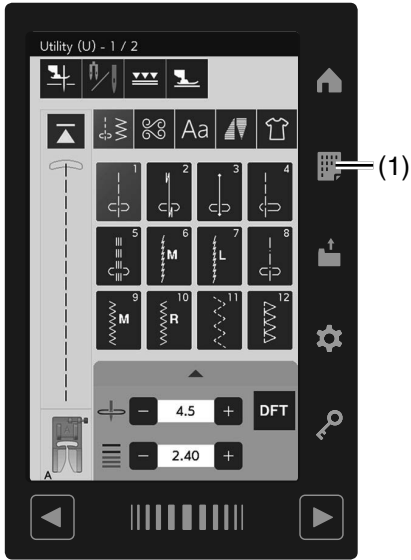 Utility (U) - 1 / 2
Aa
1 2 3 4
5 6 M 7 L 8
9 M 10 R 11 12
4.5 DFT
2.40
A
(1)